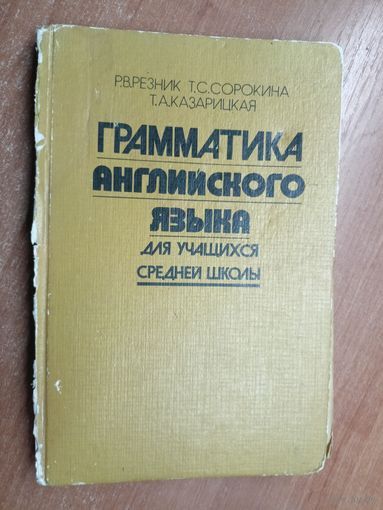 Р.В.РЕЗНИК Т.С.СОРОКИНА
Т.А.КАЗАРИЦКАЯ
ГРАММАТИКА
АНГЛИЙСКОГО
ЯЗЫКА
ДЛЯ УЧАЩИХСЯ
СРЕДНЕЙ ШКОЛЫ